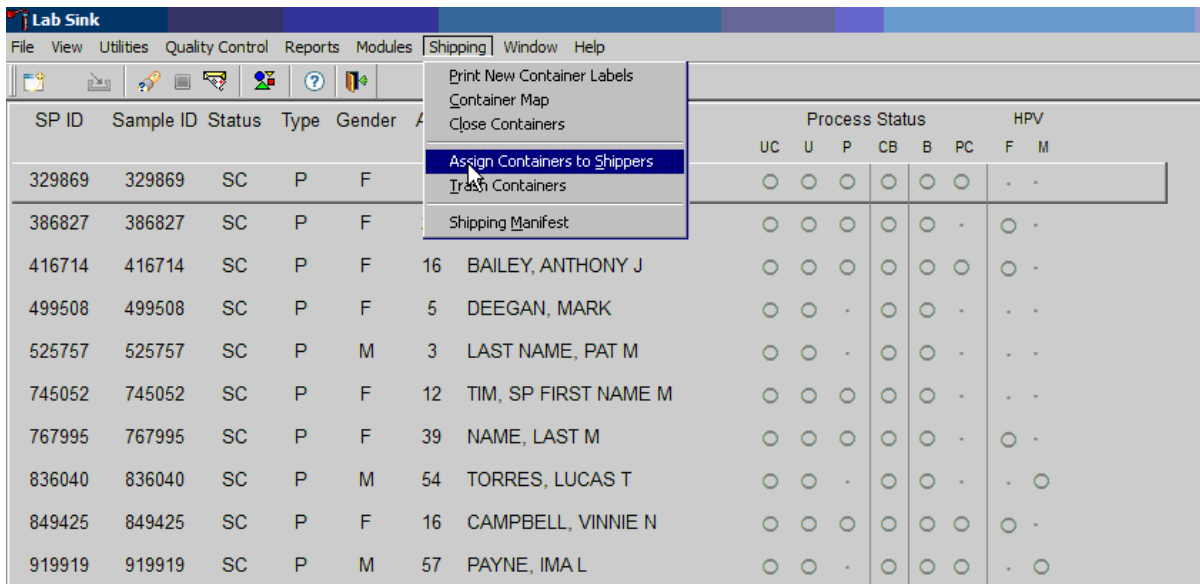 Lab Sink
File View Utilities Quality Control Reports Modules Shipping Window Help
Print New Container Labels
Container Map
Close Containers
Assign Containers to Shippers
Trash Containers
Shipping Manifest
SP ID Sample ID Status Type Gender Process Status HPV
UC U P CB B PC F M
329869 329869 SC P F
386827 386827 SC P F
416714 416714 SC P F 16 BAILEY, ANTHONY J
499508 499508 SC P F 5 DEEGAN, MARK
525757 525757 SC P M 3 LAST NAME, PAT M
745052 745052 SC P F 12 TIM, SP FIRST NAME M
767995 767995 SC P F 39 NAME, LAST M
836040 836040 SC P M 54 TORRES, LUCAS T
849425 849425 SC P F 16 CAMPBELL, VINNIE N
919919 919919 SC P M 57 PAYNE, IMA L